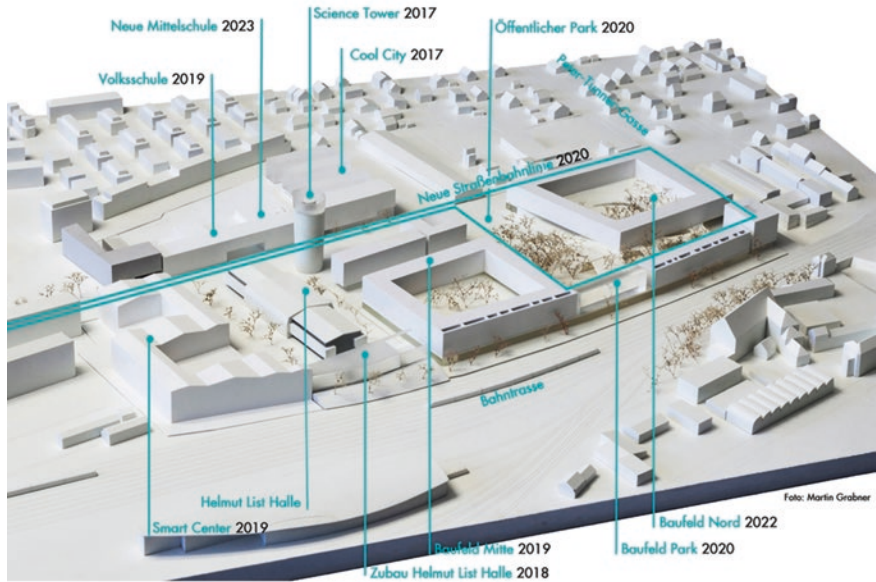 Science Tower 2017
Neue Mittelschule 2023
Öffentlicher Park 2020
Cool City 2017
Volksschule 2019
Peter-Tunner-Gasse
Neue Straßenbahnlinie 2020
Bahntrasse
Helmut List Halle
Foto: Martin Grabner
Smart Center 2019
Baufeld Nord 2022
Baufeld Mitte 2019
Baufeld Park 2020
Zubau Helmut List Halle 2018